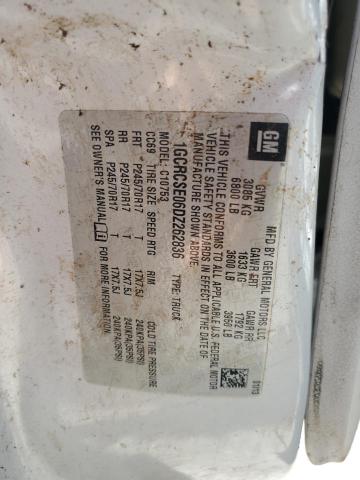 GM
MFD BY GENERAL MOTORS LLC
01/13
GVWR GAWR FRT GAWR RR
3085 KG 1633 KG 1792 KG
6800 LB 3600 LB 3950 LB
THIS VEHICLE CONFORMS TO ALL APPLICABLE U.S. FEDERAL MOTOR
VEHICLE SAFETY STANDARDS IN EFFECT ON THE DATE OF
MANUFACTURE SHOWN ABOVE.
1GCRCSE06DZ262836 TYPE: TRUCK
MODEL: C10753
CC69 TIRE SIZE SPEED RTG RIM COLD TIRE PRESSURE
FRT P245/70R17 T 17X7.5J 240KPA(35PSI)
RR P245/70R17 T 17X7.5J 240KPA(35PSI)
SPA P245/70R17 T 17X7.5J 240KPA(35PSI)
SEE OWNER'S MANUAL